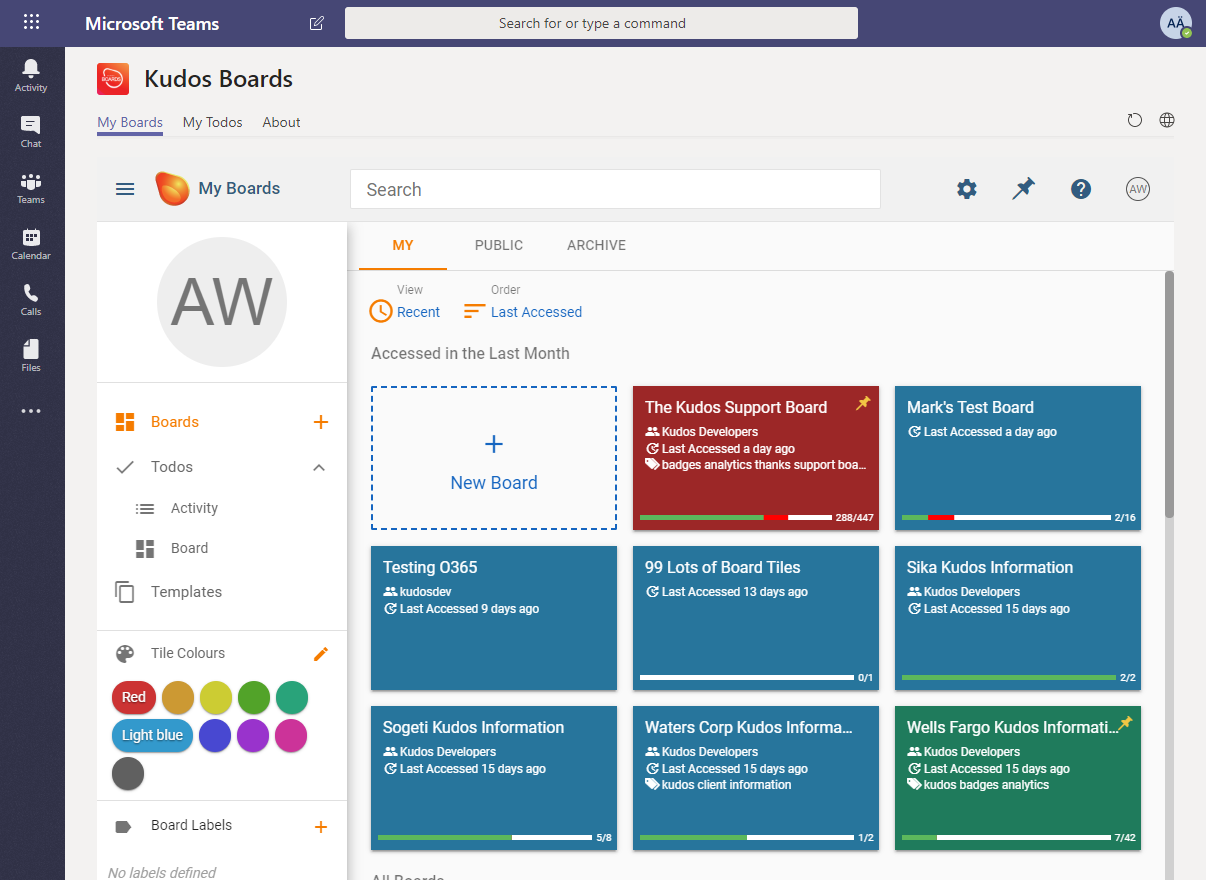 Microsoft Teams
Search for or type a command
AÄ
Activity
Chat
Teams
Calendar
Calls
Files
BOARDS
Kudos Boards
My Boards
My Todos
About
My Boards
Search
AW
AW
Boards
Todos
Activity
Board
Templates
Tile Colours
Red
Light blue
Board Labels
No labels defined
MY
PUBLIC
ARCHIVE
View
Recent
Order
Last Accessed
Accessed in the Last Month
New Board
The Kudos Support Board
Kudos Developers
Last Accessed a day ago
badges analytics thanks support boa...
288/447
Mark's Test Board
Last Accessed a day ago
2/16
Testing O365
kudosdev
Last Accessed 9 days ago
99 Lots of Board Tiles
Last Accessed 13 days ago
0/1
Sika Kudos Information
Kudos Developers
Last Accessed 15 days ago
2/2
Sogeti Kudos Information
Kudos Developers
Last Accessed 15 days ago
5/8
Waters Corp Kudos Informa...
Kudos Developers
Last Accessed 15 days ago
kudos client information
1/2
Wells Fargo Kudos Informati...
Kudos Developers
Last Accessed 15 days ago
kudos badges analytics
7/42
All Boards